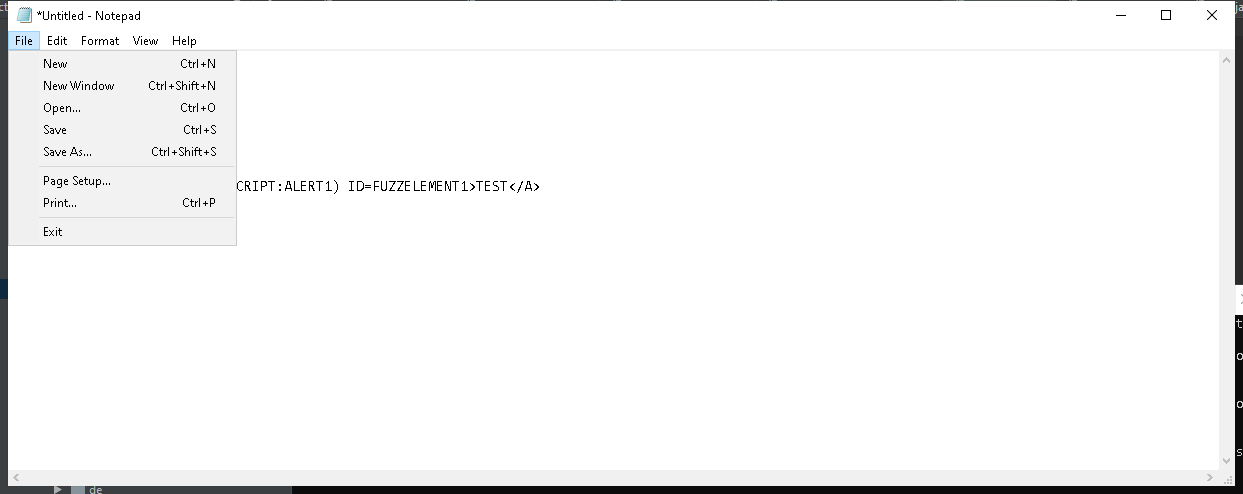 *Untitled - Notepad
File Edit Format View Help
New Ctrl+N
New Window Ctrl+Shift+N
Open... Ctrl+O
Save Ctrl+S
Save As... Ctrl+Shift+S
Page Setup...
CRIPT:ALERT1) ID=FUZZELEMENT1>TEST</A>
Print... Ctrl+P
Exit
de